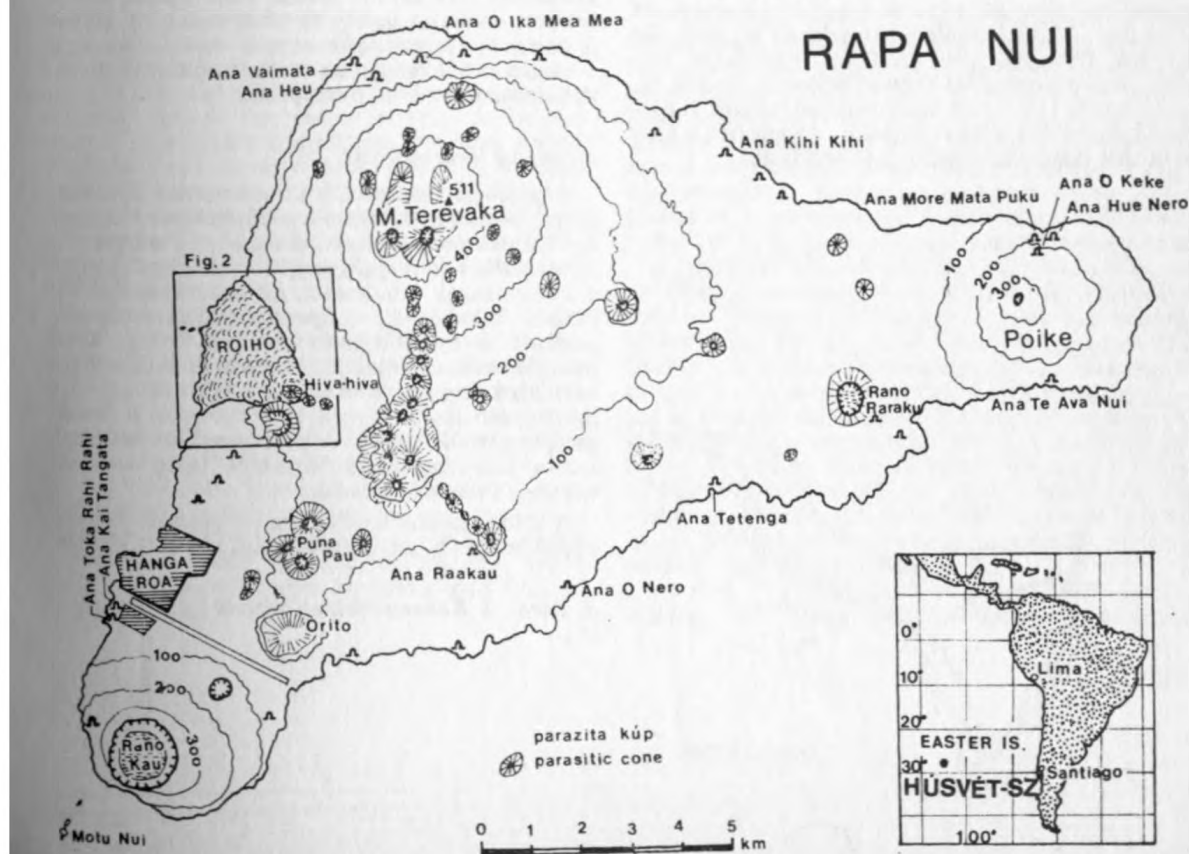 Ana O Ika Mea Mea
RAPA NUI
Ana Vaimata
Ana Heu
Ana Kihi Kihi
Ana O Keke
Ana More Mata Puku
Ana Hue Nero
511
M. Terevaka
400
300
200
100
100
200
300
Poike
Fig. 2
ROIHO
Hiva-hiva
Rano
Raraku
Ana Te Ava Nui
Ana Toka Rahi Rahi
Ana Kai Tangata
Ana Tetenga
Puna
Pau
HANGA
ROA
Ana Raakau
Ana O Nero
Orito
100
200
300
Rano
Kau
Motu Nui
parazita kúp
parasitic cone
0 1 2 3 4 5
km
0°
10°
20°
30°
100°
Lima
EASTER IS.
HÚSVÉT-SZ
Santiago